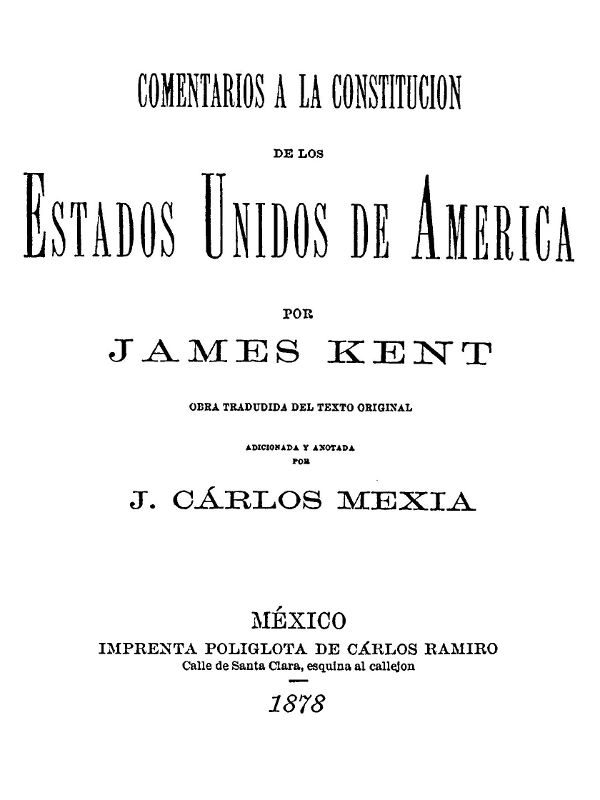 COMENTARIOS A LA CONSTITUCION
DE LOS
ESTADOS UNIDOS DE AMERICA
POR
JAMES KENT
OBRA TRADUDIDA DEL TEXTO ORIGINAL
ADICIONADA Y ANOTADA
POR
J. CÁRLOS MEXIA
MÉXICO
IMPRENTA POLIGLOTA DE CÁRLOS RAMIRO
Calle de Santa Clara, esquina al callejon
1878